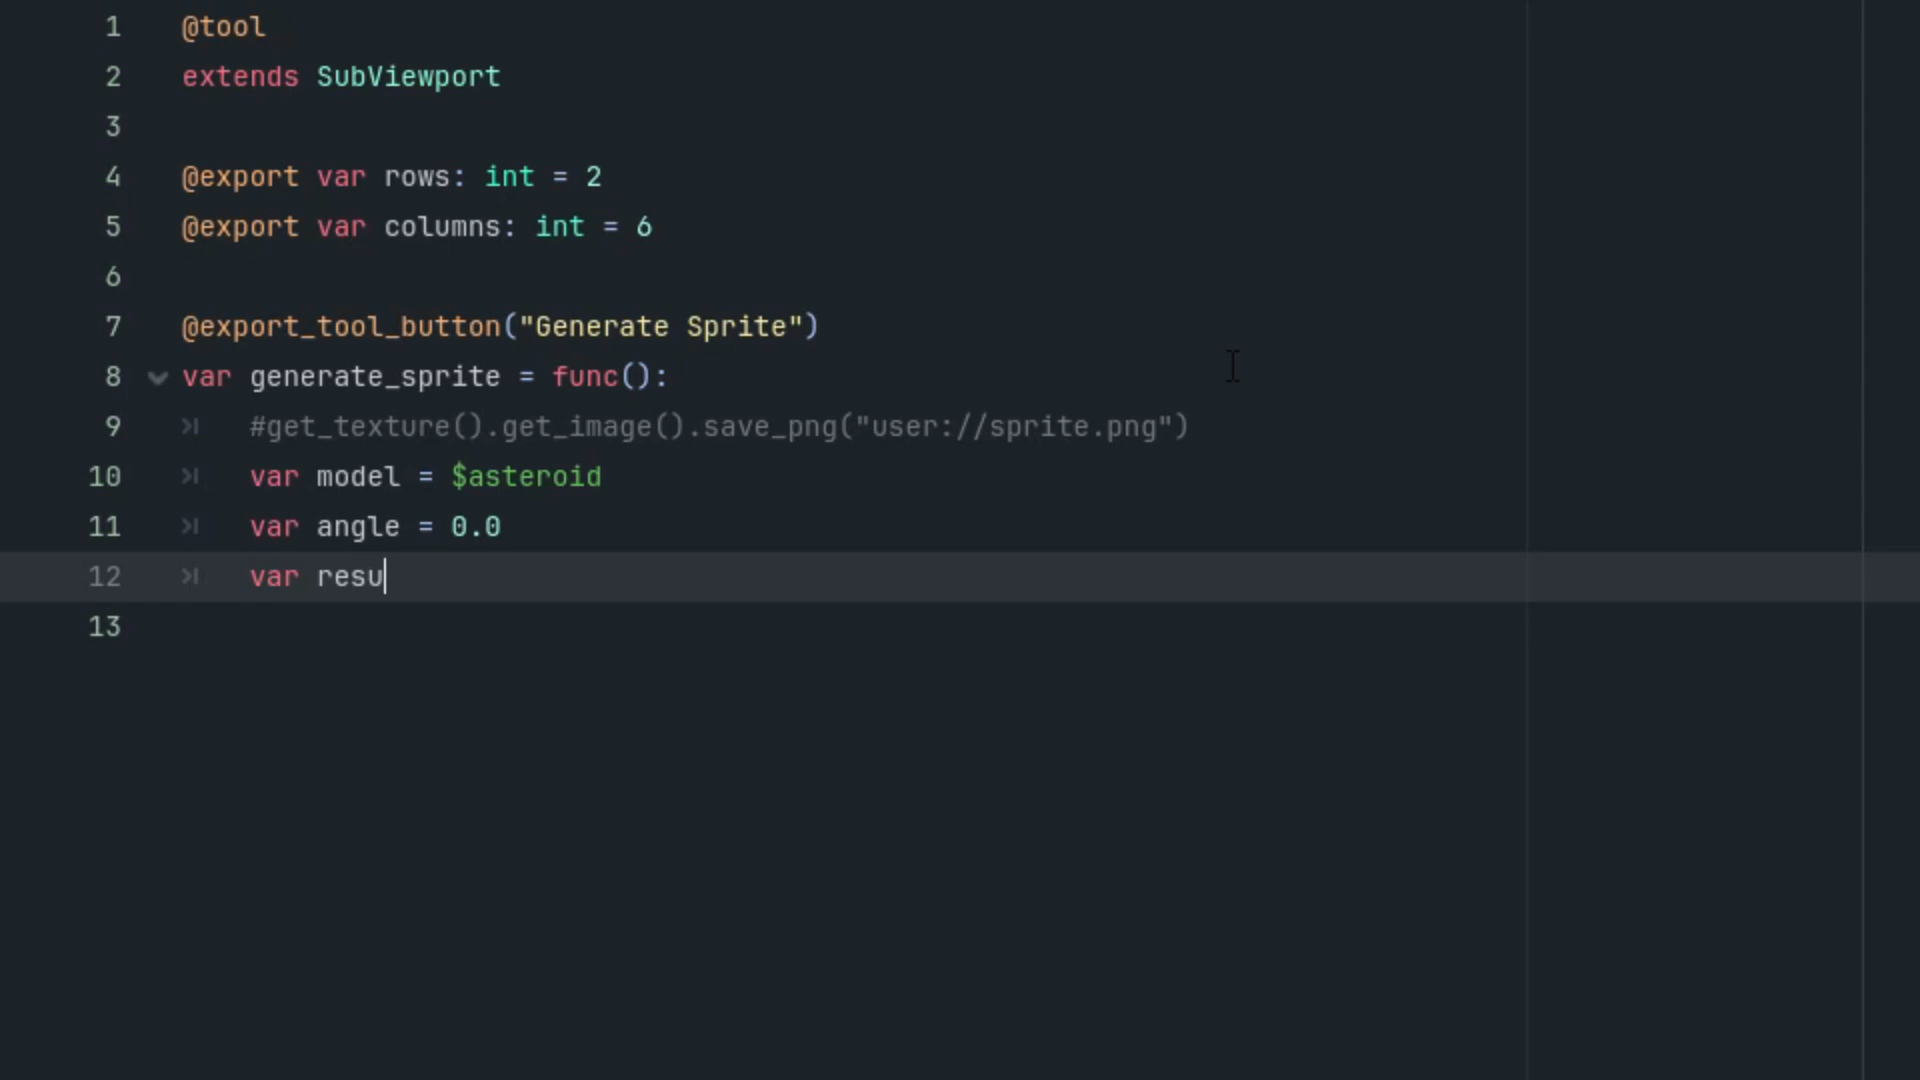 1 @tool
2 extends SubViewport
3
4 @export var rows: int = 2
5 @export var columns: int = 6
6
7 @export_tool_button("Generate Sprite")
8 var generate_sprite = func():
9 #get_texture().get_image().save_png("user://sprite.png")
10 var model = $asteroid
11 var angle = 0.0
12 var resu
13